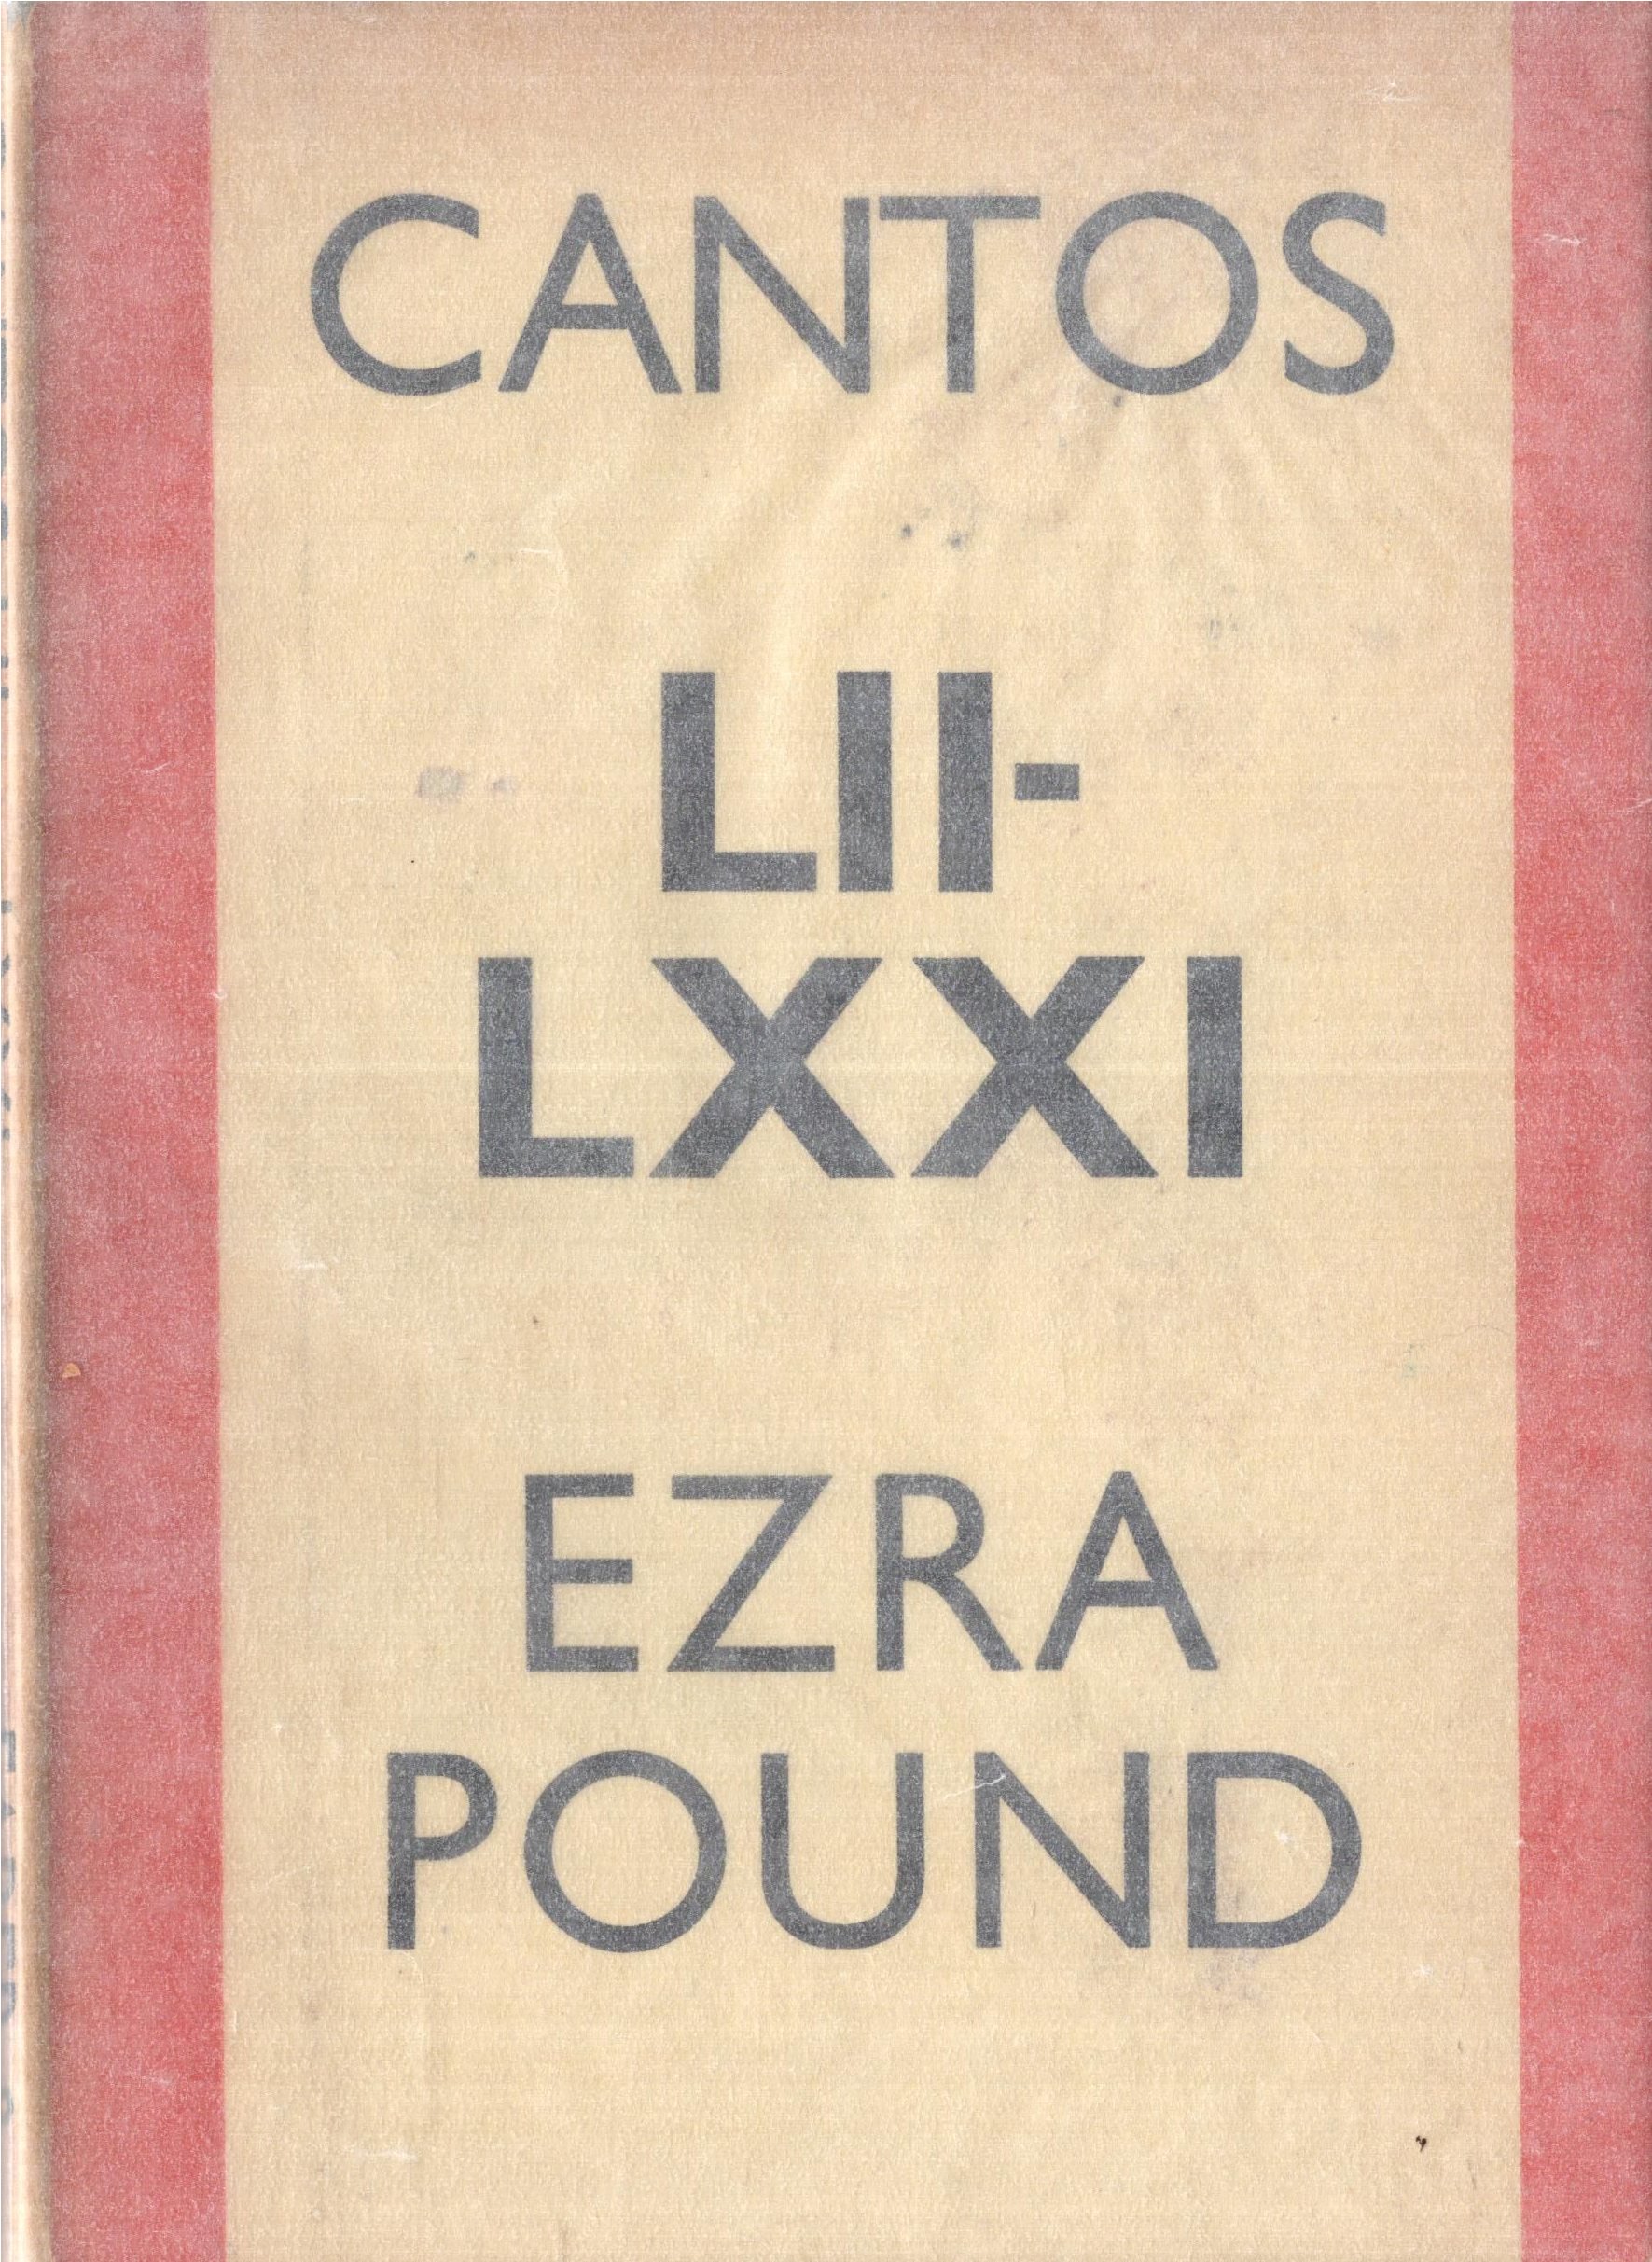 CANTOS
LII-
LXXI
EZRA
POUND